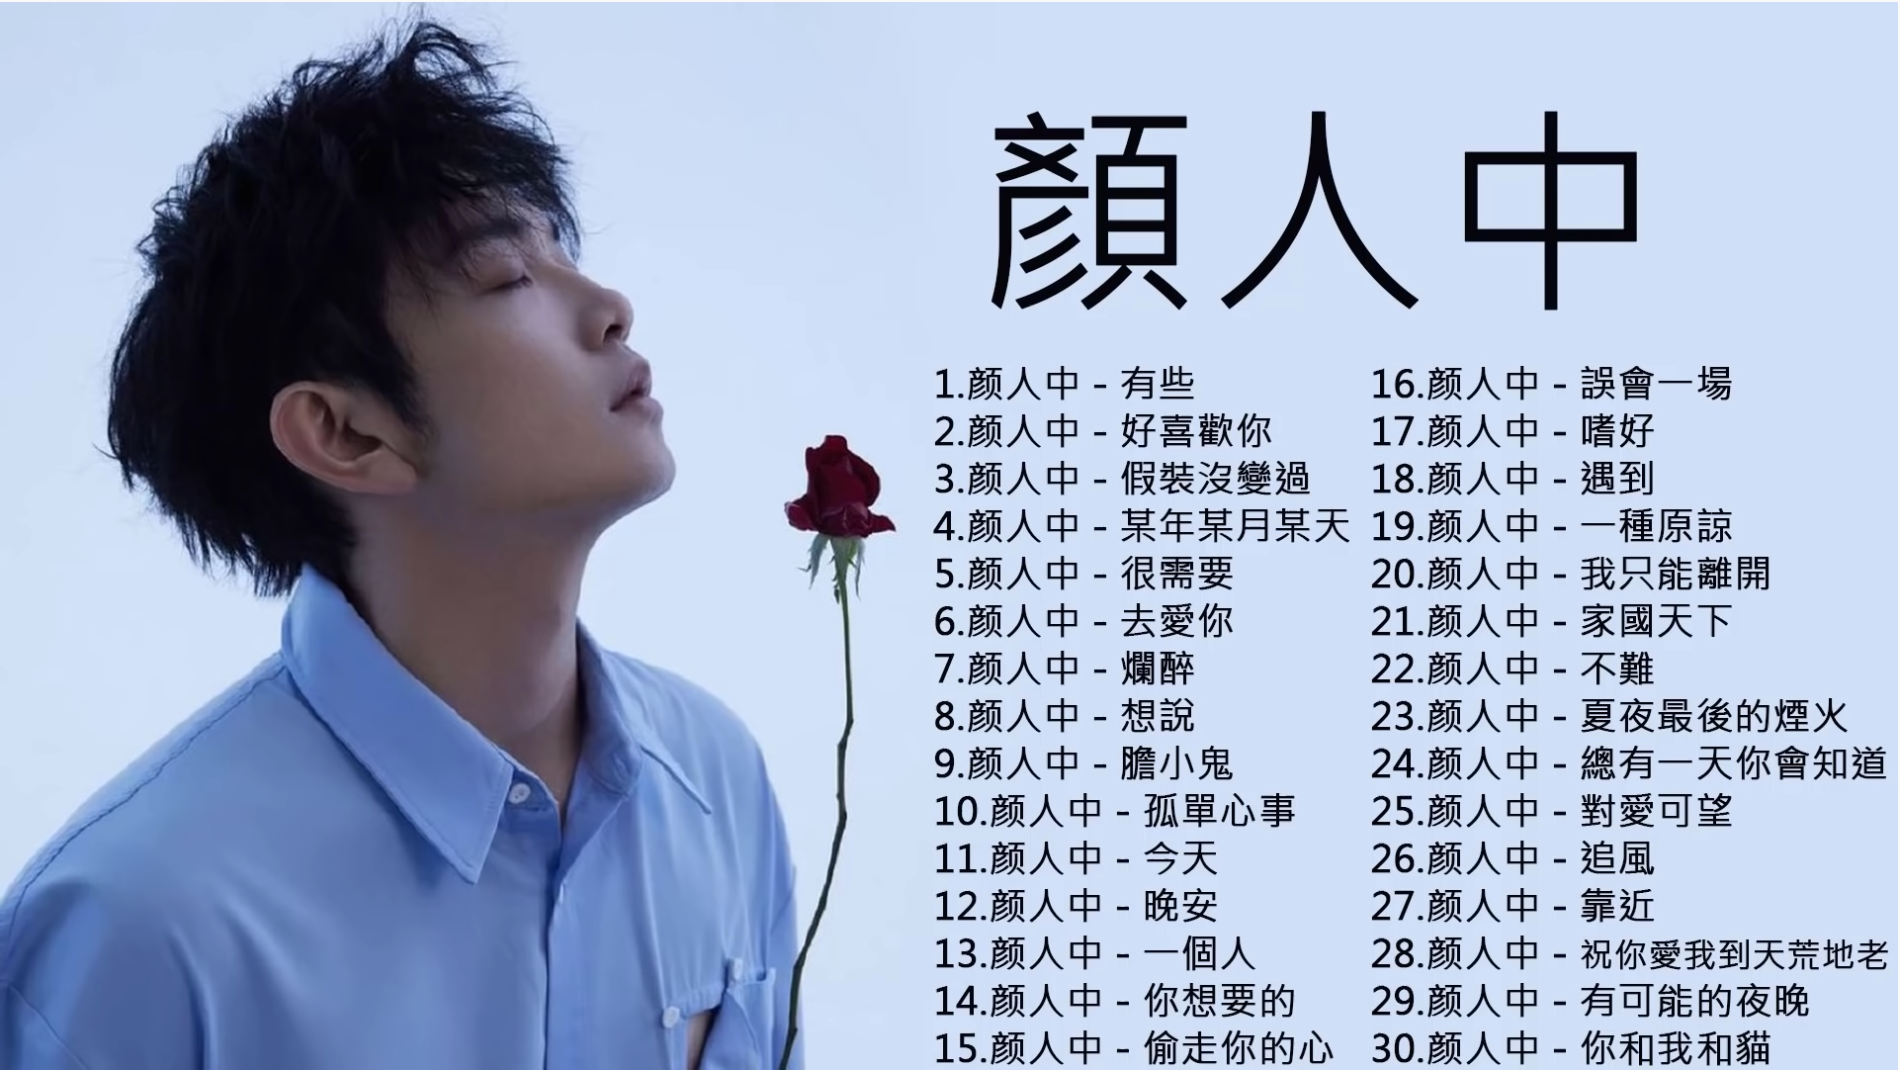 顏人中
1.颜人中 - 有些
2.颜人中 - 好喜歡你
3.颜人中 - 假裝沒變過
4.颜人中 - 某年某月某天
5.颜人中 - 很需要
6.颜人中 - 去愛你
7.颜人中 - 爛醉
8.颜人中 - 想說
9.颜人中 - 膽小鬼
10.颜人中 - 孤單心事
11.颜人中 - 今天
12.颜人中 - 晚安
13.颜人中 - 一個人
14.颜人中 - 你想要的
15.颜人中 - 偷走你的心
16.颜人中 - 誤會一場
17.颜人中 - 嗜好
18.颜人中 - 遇到
19.颜人中 - 一種原諒
20.颜人中 - 我只能離開
21.颜人中 - 家國天下
22.颜人中 - 不難
23.颜人中 - 夏夜最後的煙火
24.颜人中 - 總有一天你會知道
25.颜人中 - 對愛可望
26.颜人中 - 追風
27.颜人中 - 靠近
28.颜人中 - 祝你愛我到天荒地老
29.颜人中 - 有可能的夜晚
30.颜人中 - 你和我和貓